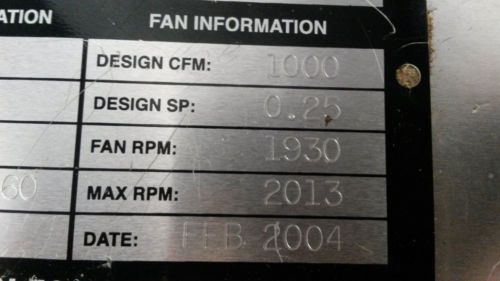 ATION FAN INFORMATION
DESIGN CFM: 1000
DESIGN SP: 0.25
FAN RPM: 1930
60 MAX RPM: 2013
DATE: FEB 2004